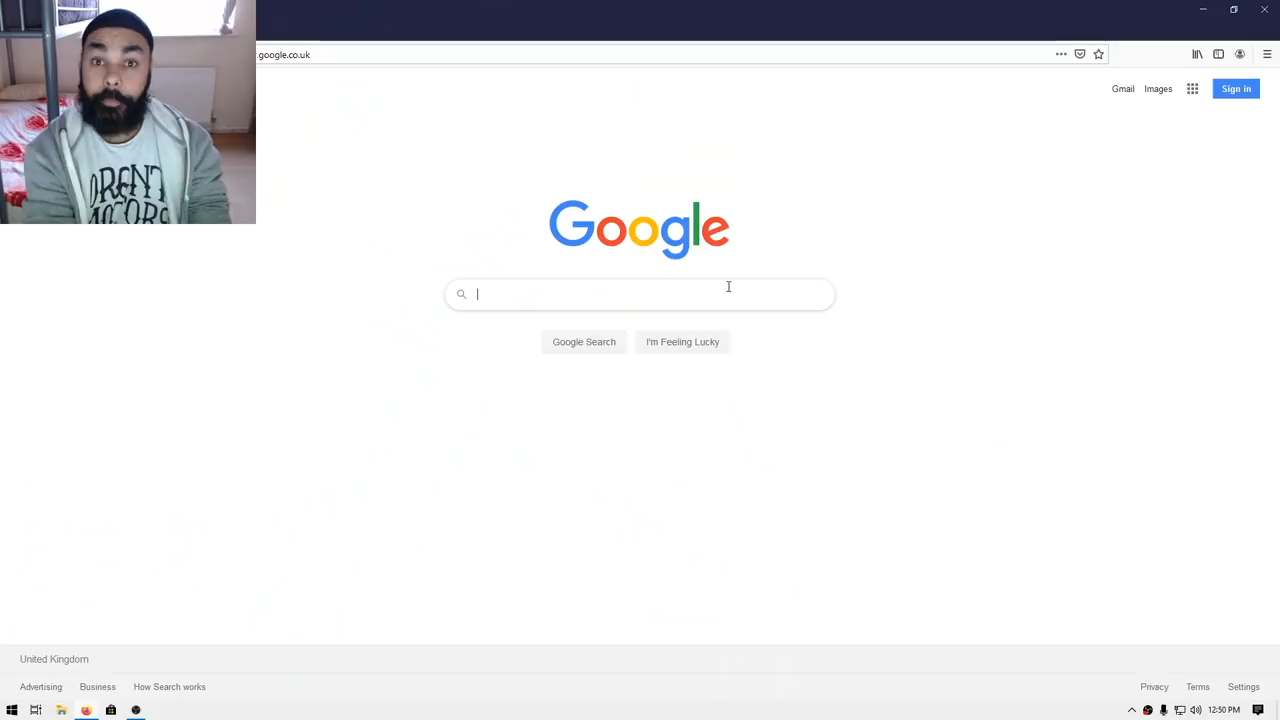 .google.co.uk
Gmail Images Sign in
Google
Google Search I'm Feeling Lucky
United Kingdom
Advertising Business How Search works
Privacy Terms Settings
12:50 PM